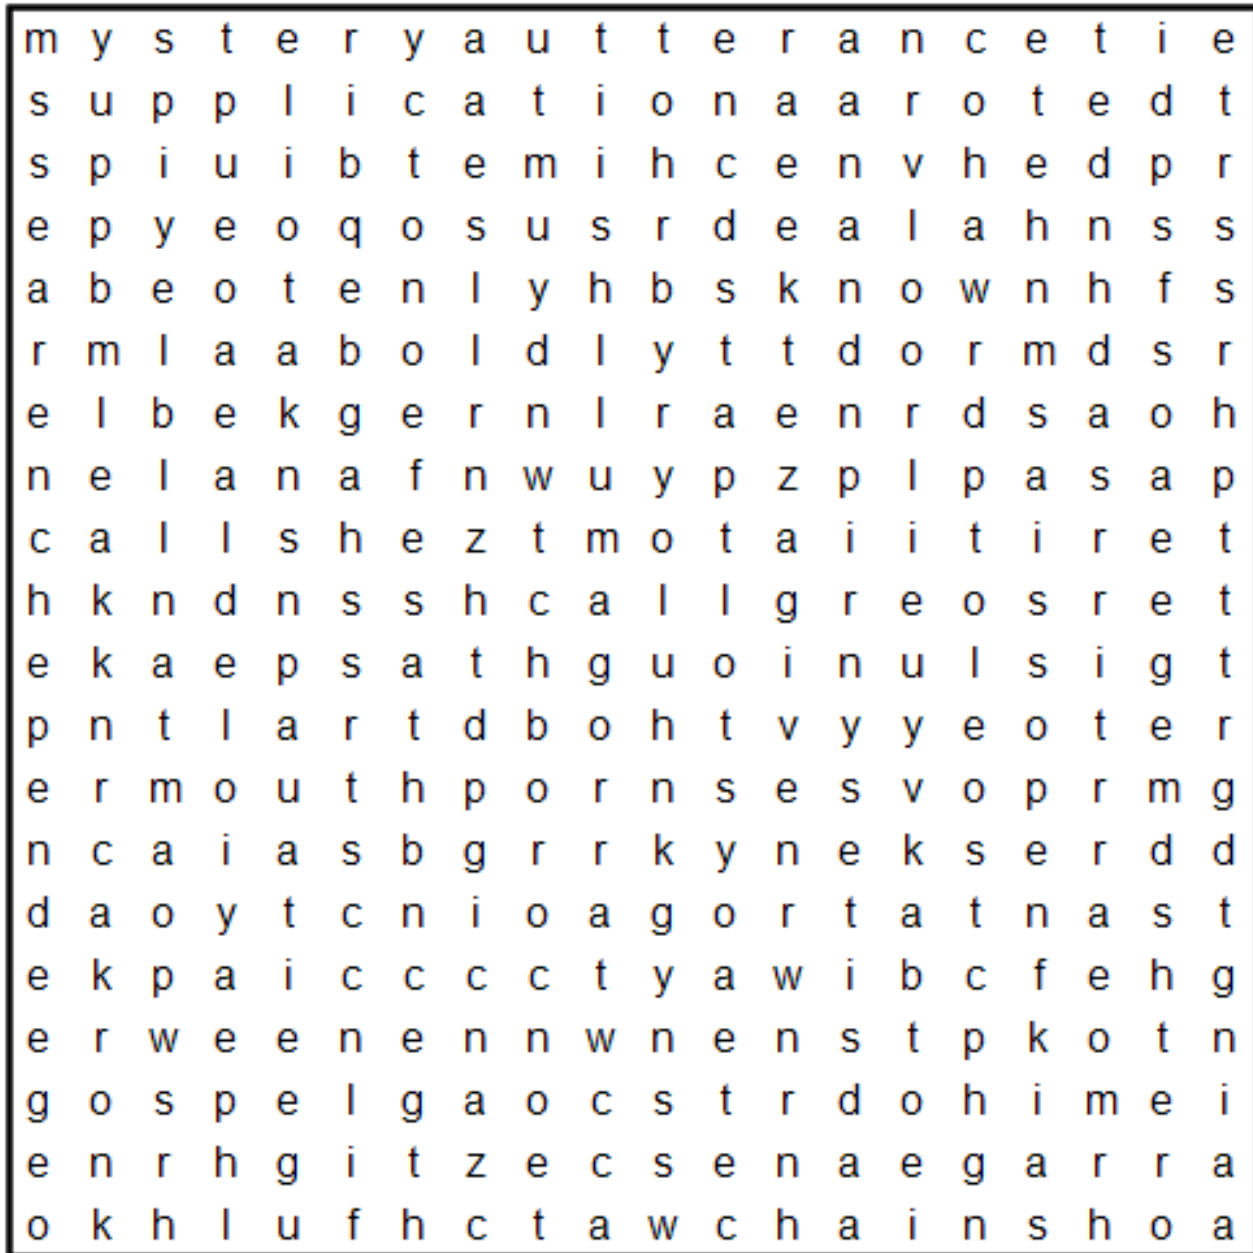 m y s t e r y a u t t e r a n c e t i e
s u p p l i c a t i o n a a r o t e d t
s p i u i b t e m i h c e n v h e d p r
e p y e o q o s u s r d e a l a h n s s
a b e o t e n l y h b s k n o w n h f s
r m l a a b o l d l y t t d o r m d s r
e l b e k g e r n l r a e n r d s a o h
n e l a n a f n w u y p z p l p a s a p
c a l l s h e z t m o t a i i t i r e t
h k n d n s s h c a l l g r e o s r e t
e k a e p s a t h g u o i n u l s i g t
p n t l a r t d b o h t v y y e o t e r
e r m o u t h p o r n s e s v o p r m g
n c a i a s b g r r k y n e k s e r d d
d a o y t c n i o a g o r t a t n a s t
e k p a i c c c c t y a w i b c f e h g
e r w e e n e n n w n e n s t p k o t n
g o s p e l g a o c s t r d o h i m e i
e n r h g i t z e c s e n a e g a r r a
o k h l u f h c t a w c h a i n s h o a